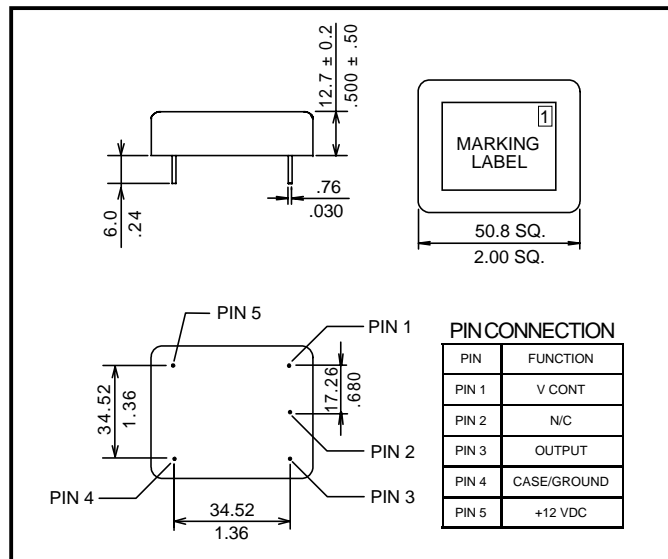 12.7 ± 0.2
.500 ± .50
6.0
.24
.76
.030
1
MARKING
LABEL
50.8 SQ.
2.00 SQ.
PIN 5
PIN 1
PIN 2
PIN 3
PIN 4
34.52
1.36
17.26
.680
34.52
1.36
PIN CONNECTION
PIN FUNCTION
PIN 1 V CONT
PIN 2 N/C
PIN 3 OUTPUT
PIN 4 CASE/GROUND
PIN 5 +12 VDC